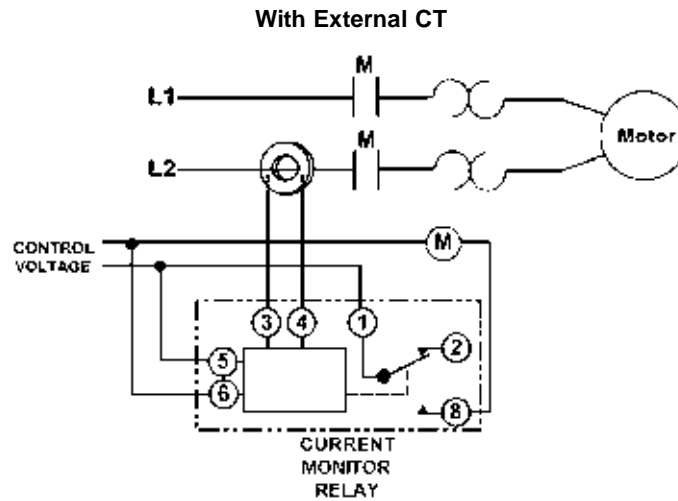 With External CT
M
L1
M
Motor
L2
CONTROL
VOLTAGE
M
3
4
1
2
5
6
8
CURRENT
MONITOR
RELAY